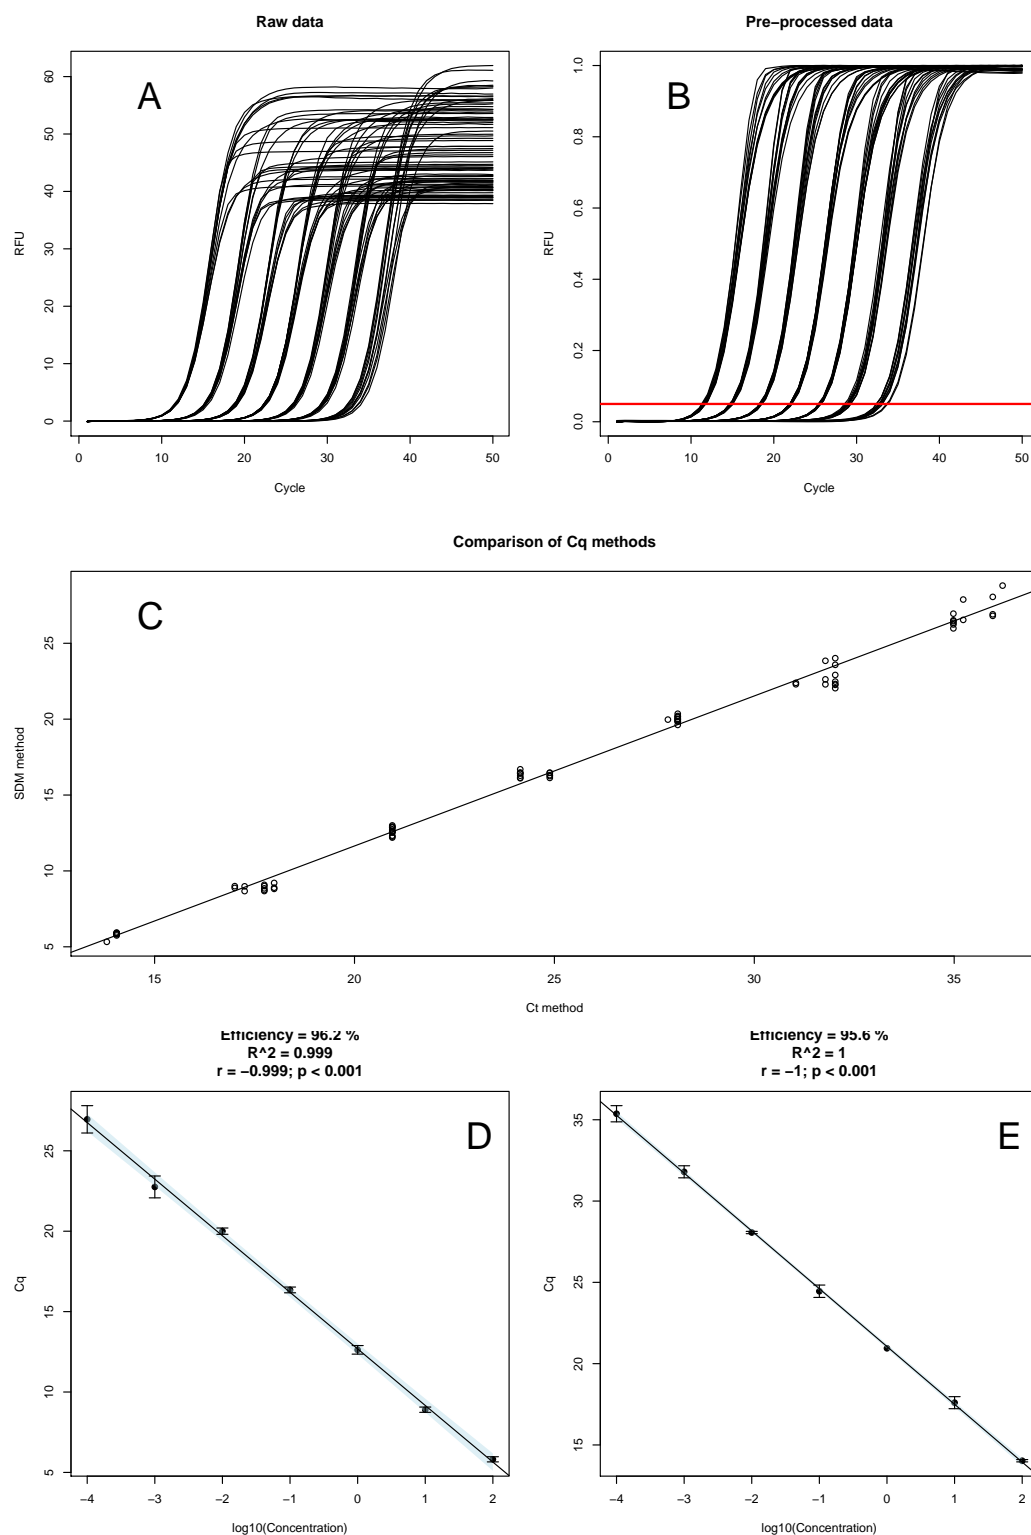 Raw data
Pre−processed data
A
B
RFU
RFU
0 10 20 30 40 50 60
0.0 0.2 0.4 0.6 0.8 1.0
0 10 20 30 40 50
0 10 20 30 40 50
Cycle
Cycle
Comparison of Cq methods
C
SDM method
5 10 15 20 25
15 20 25 30 35
Ct method
Efficiency = 96.2 %
R^2 = 0.999
r = −0.999; p < 0.001
Efficiency = 95.6 %
R^2 = 1
r = −1; p < 0.001
D
E
Cq
Cq
5 10 15 20 25
15 20 25 30 35
−4 −3 −2 −1 0 1 2
−4 −3 −2 −1 0 1 2
log10(Concentration)
log10(Concentration)